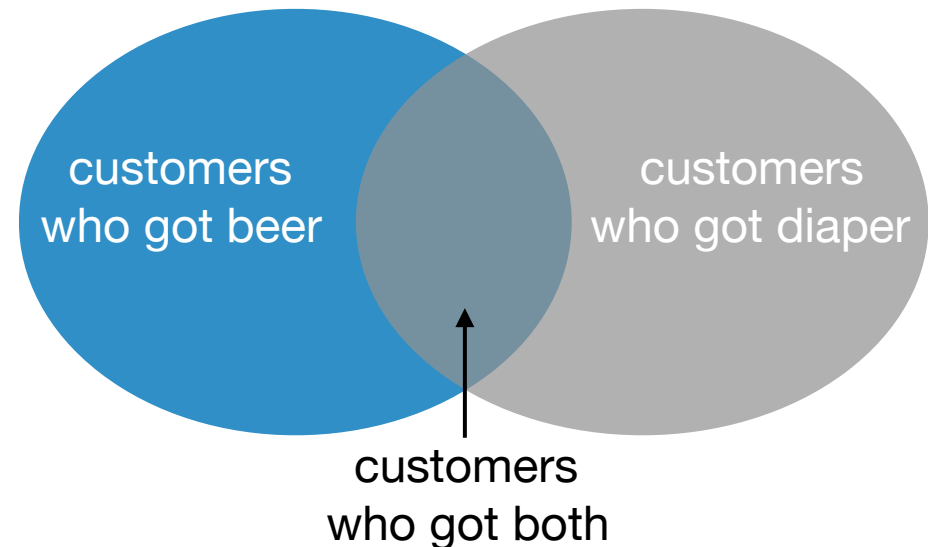 customers
who got beer
customers
who got diaper
customers
who got both